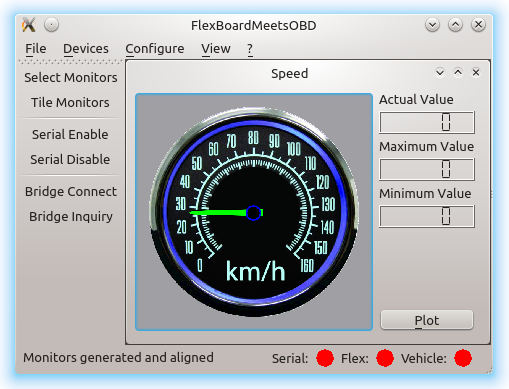 FlexBoardMeetsOBD
File Devices Configure View ?
Select Monitors
Tile Monitors
Serial Enable
Serial Disable
Bridge Connect
Bridge Inquiry
Speed
0 10 20 30 40 50 60 70 80 90 100 110 120 130 140 150 160
km/h
Actual Value
0
Maximum Value
0
Minimum Value
0
Plot
Monitors generated and aligned Serial: Flex: Vehicle: